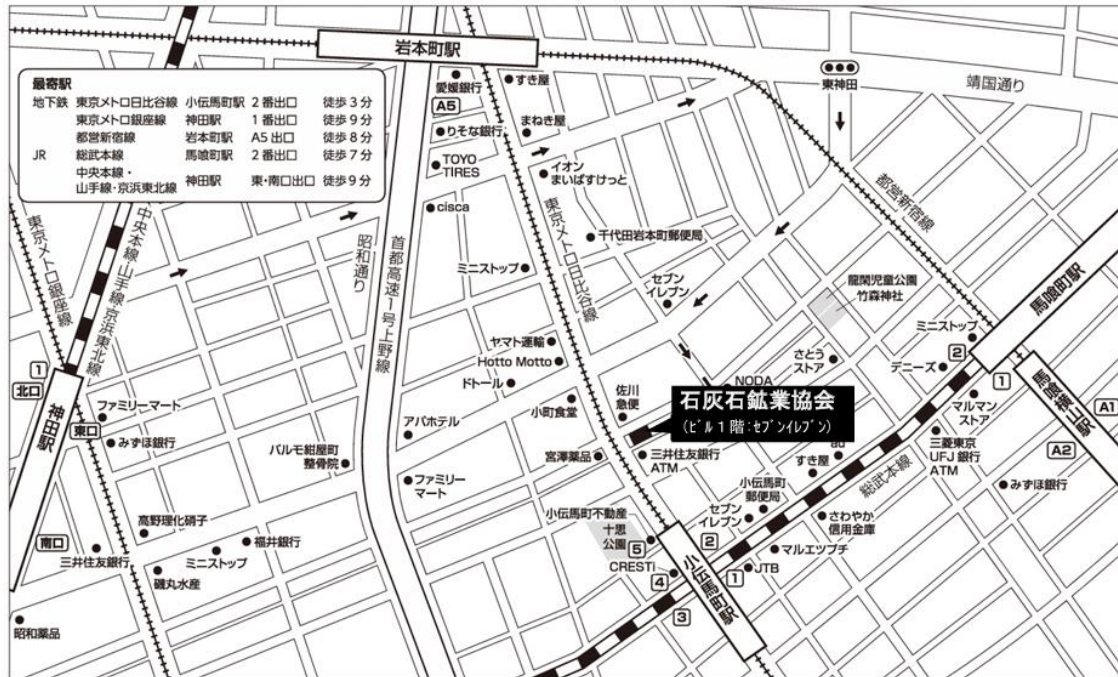 岩本町駅
最寄駅
地下鉄 東京メトロ日比谷線 小伝馬町駅 2番出口 徒歩3分
東京メトロ銀座線 神田駅 1番出口 徒歩9分
都営新宿線 岩本町駅 A5出口 徒歩8分
JR 総武本線 馬喰町駅 2番出口 徒歩7分
中央本線・
山手線・京浜東北線 神田駅 東・南口出口 徒歩9分
愛媛銀行
すき屋
A5
りそな銀行
まねき屋
TOYO
TIRES
イオン
まいばすけっと
cisca
東神田
靖国通り
都営新宿線
東京メトロ銀座線
中央本線・山手線・京浜東北線
昭和通り
首都高速1号上野線
東京メトロ日比谷線
千代田岩本町郵便局
ミニストップ
セブン
イレブン
龍閑児童公園
竹森神社
馬喰町駅
ミニストップ
2
1
デニーズ
さとう
ストア
ヤマト運輸
Hotto Motto
ドトール
小町食堂
佐川
急便
NODA
石灰石鉱業協会
(ビル1階:セブンイレブン)
マルマン
ストア
馬喰横山駅
A1
A2
1
北口
神田駅
東口
ファミリーマート
みずほ銀行
アパホテル
パルモ紺屋町
整骨院
ファミリー
マート
宮澤薬品
三井住友銀行
ATM
au
すき屋
三菱東京
UFJ銀行
ATM
みずほ銀行
総武本線
小伝馬町
郵便局
セブン
イレブン
さわやか
信用金庫
小伝馬町不動産
十思
公園
5
2
CRESTi
4
小伝馬町駅
1
JTB
マルエツプチ
3
高野理化硝子
福井銀行
南口
三井住友銀行
ミニストップ
磯丸水産
昭和薬品